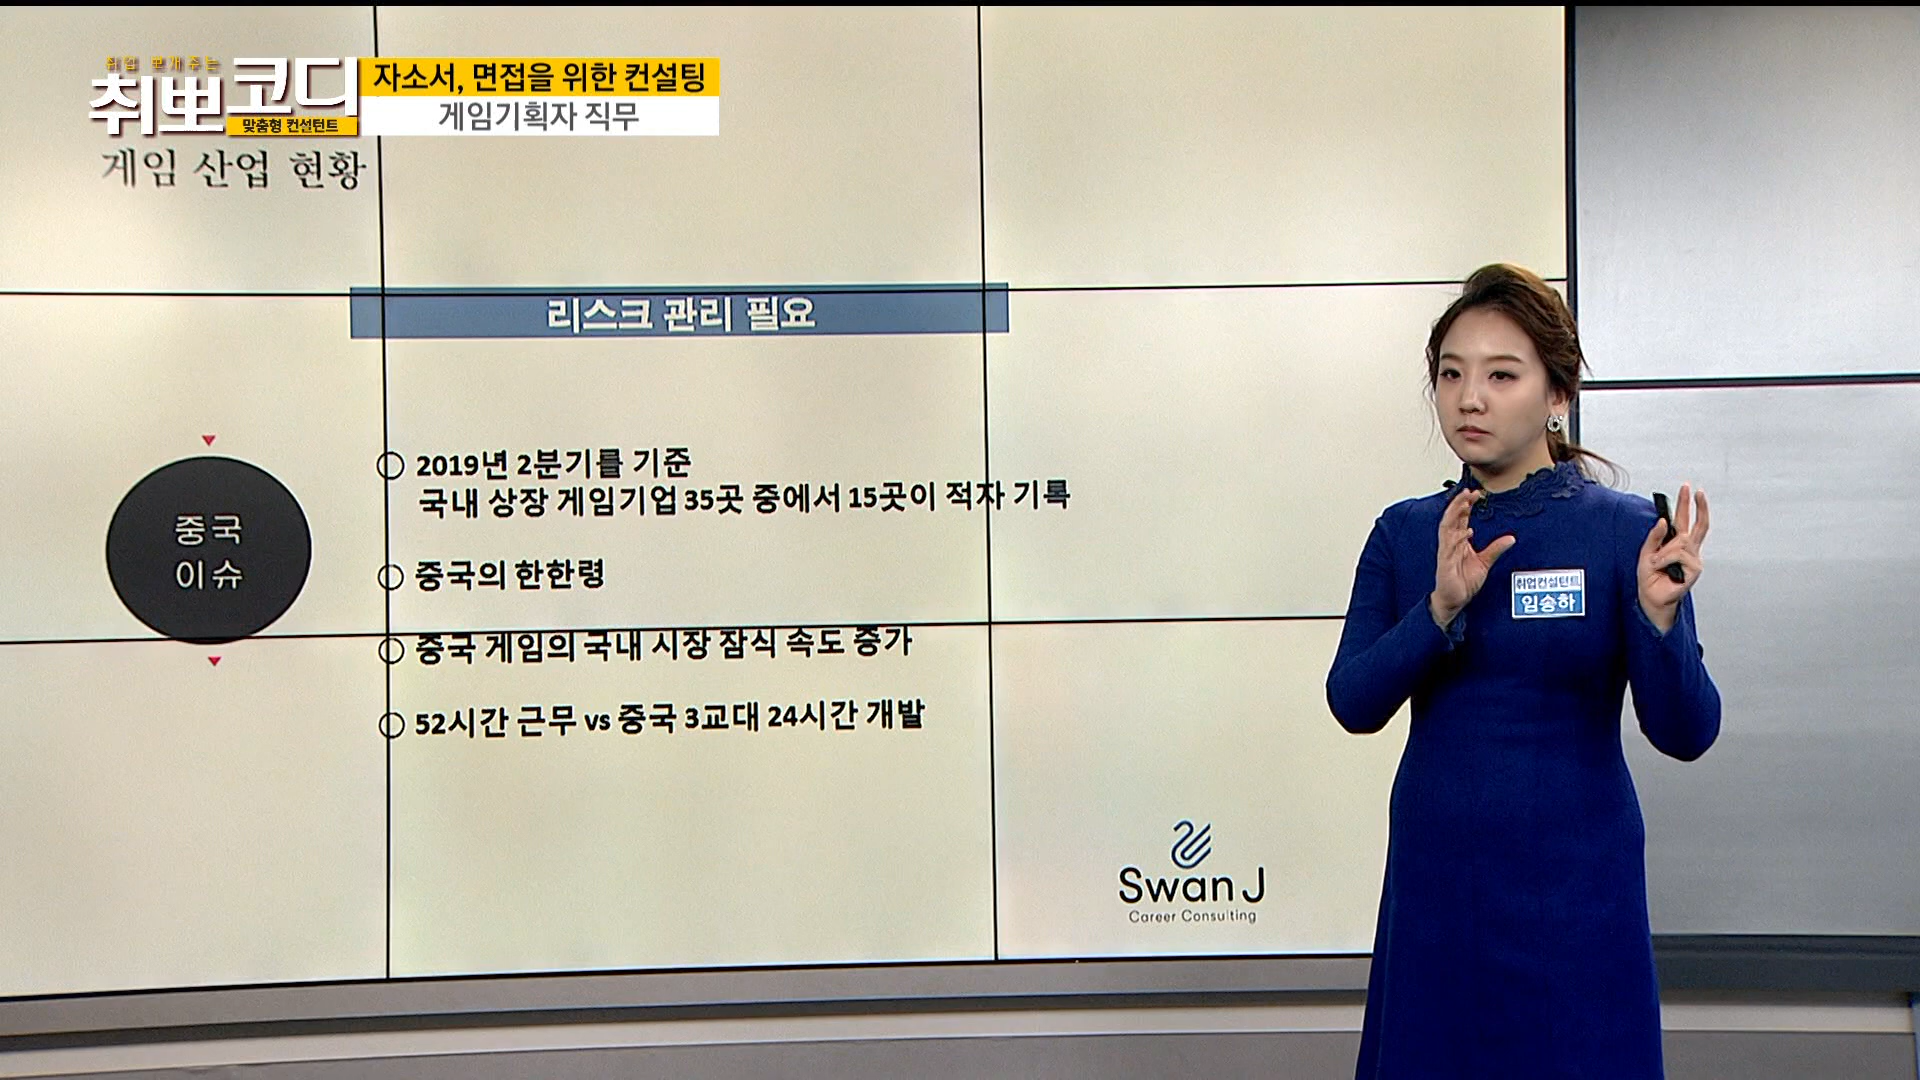 취업 뽀개주는
취뽀코디
맞춤형 컨설턴트
자소서, 면접을 위한 컨설팅
게임기획자 직무
게임 산업 현황
리스크 관리 필요
중국
이슈
○ 2019년 2분기를 기준
국내 상장 게임기업 35곳 중에서 15곳이 적자 기록
○ 중국의 한한령
○ 중국 게임의 국내 시장 잠식 속도 증가
○ 52시간 근무 vs 중국 3교대 24시간 개발
취업컨설턴트
임송하
Swan J
Career Consulting